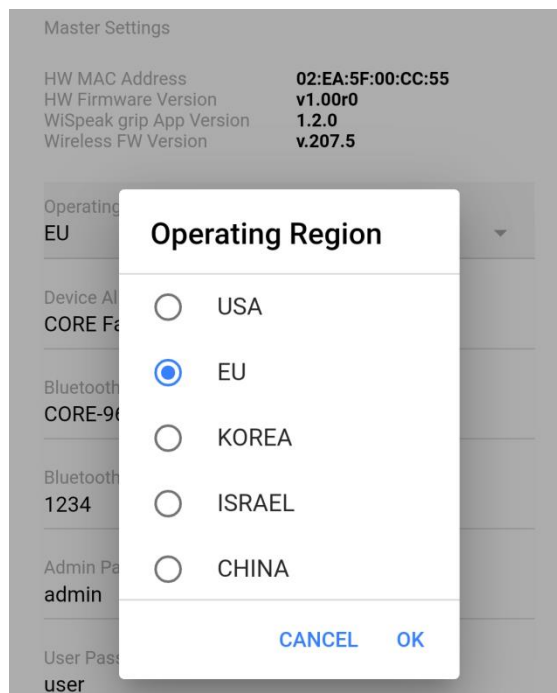 Master Settings
HW MAC Address 02:EA:5F:00:CC:55
HW Firmware Version v1.00r0
WiSpeak grip App Version 1.2.0
Wireless FW Version v.207.5
Operating
EU
Operating Region
Device Al
CORE Fa
USA
EU
Bluetooth
CORE-96
KOREA
Bluetooth
1234
ISRAEL
Admin Pa
admin
CHINA
CANCEL OK
User Pass
user